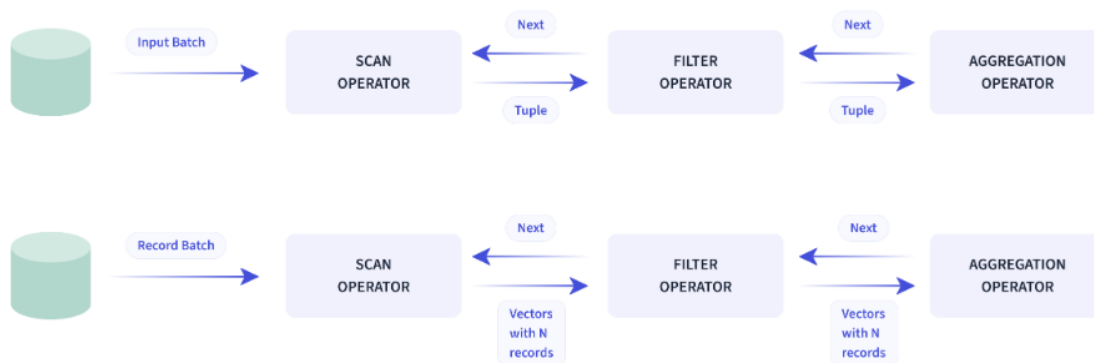 Next
Next
Input Batch
SCAN
OPERATOR
FILTER
OPERATOR
AGGREGATION
OPERATOR
Tuple
Tuple
Next
Next
Record Batch
SCAN
OPERATOR
FILTER
OPERATOR
AGGREGATION
OPERATOR
Vectors
with N
records
Vectors
with N
records